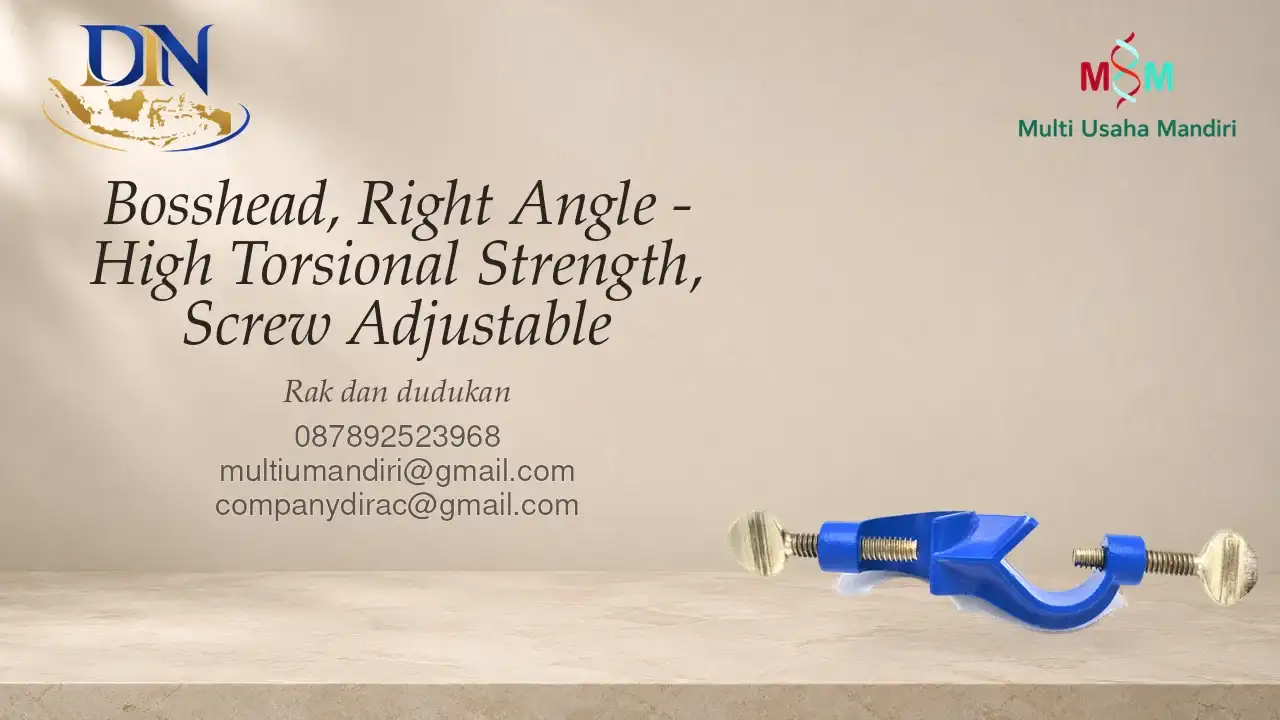 DIN
MSM
Multi Usaha Mandiri
Bosshead, Right Angle -
High Torsional Strength,
Screw Adjustable
Rak dan dudukan
087892523968
multiumandiri@gmail.com
companydirac@gmail.com